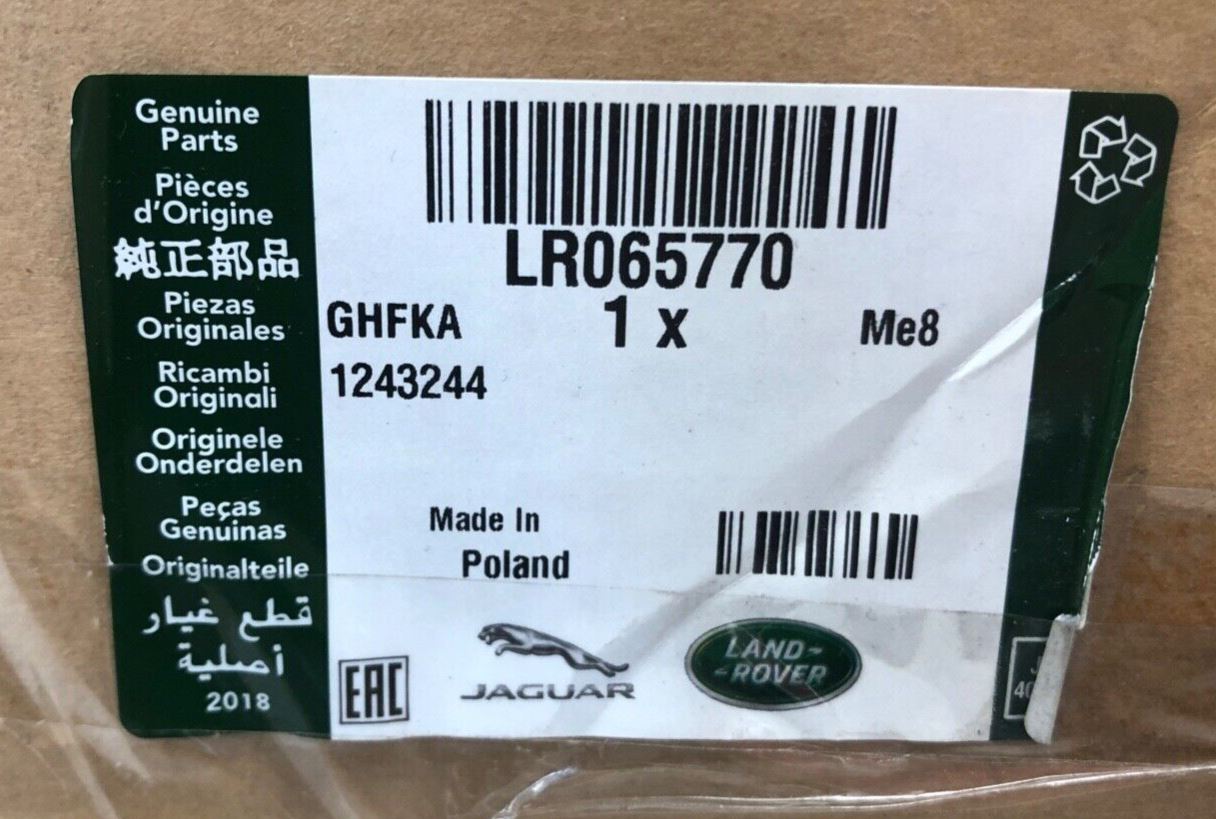 Genuine
Parts
Pièces
d'Origine
純正部品
Piezas
Originales
Ricambi
Originali
Originele
Onderdelen
Peças
Genuinas
Originalteile
قطع غيار
أصلية
2018
LR065770
GHFKA
1 x
Me8
1243244
Made In
Poland
EAC
JAGUAR
LAND-
-ROVER